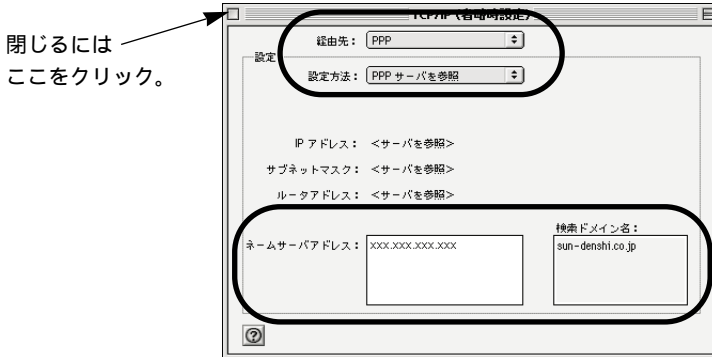 TCP/IP（省略時設定）
閉じるには
ここをクリック。
経由先： PPP
設定
設定方法： PPP サーバを参照
IP アドレス： <サーバを参照>
サブネットマスク： <サーバを参照>
ルータアドレス： <サーバを参照>
検索ドメイン名：
ネームサーバアドレス： xxx.xxx.xxx.xxx sun-denshi.co.jp
?